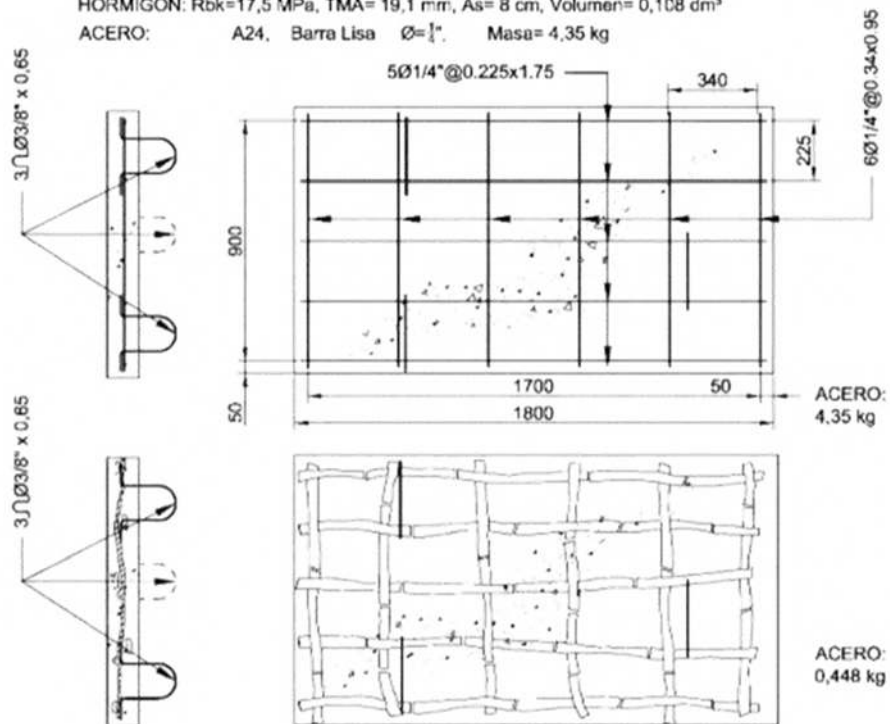 HORMIGÓN: Rbk=17,5 MPa, TMA= 19,1 mm, As= 8 cm, Volumen= 0,108 dm³
ACERO: A24, Barra Lisa Ø=¼", Masa= 4,35 kg
3⋂Ø3/8" x 0,65
5Ø1/4"@0.225x1.75
340
6Ø1/4"@0.34x0.95
225
900
50
1700
50
1800
ACERO:
4,35 kg
3⋂Ø3/8" x 0,65
ACERO:
0,448 kg